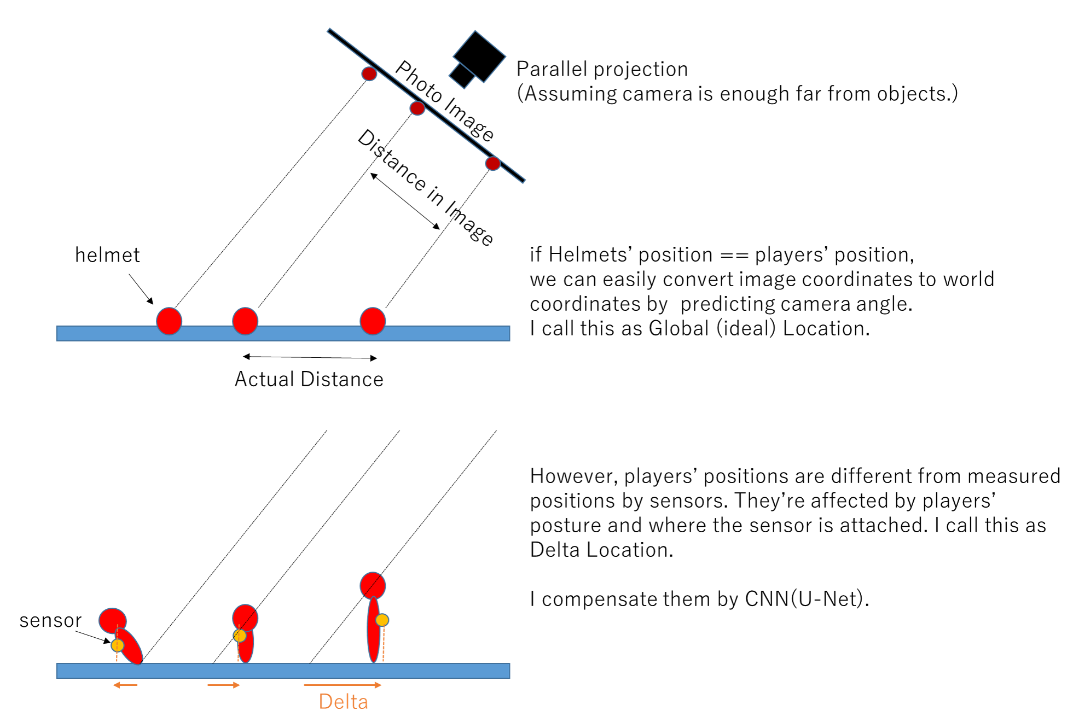 Parallel projection
(Assuming camera is enough far from objects.)
Photo Image
Distance in Image
helmet
if Helmets’ position == players’ position,
we can easily convert image coordinates to world
coordinates by predicting camera angle.
I call this as Global (ideal) Location.
Actual Distance
However, players’ positions are different from measured
positions by sensors. They’re affected by players’
posture and where the sensor is attached. I call this as
Delta Location.
I compensate them by CNN(U-Net).
sensor
Delta